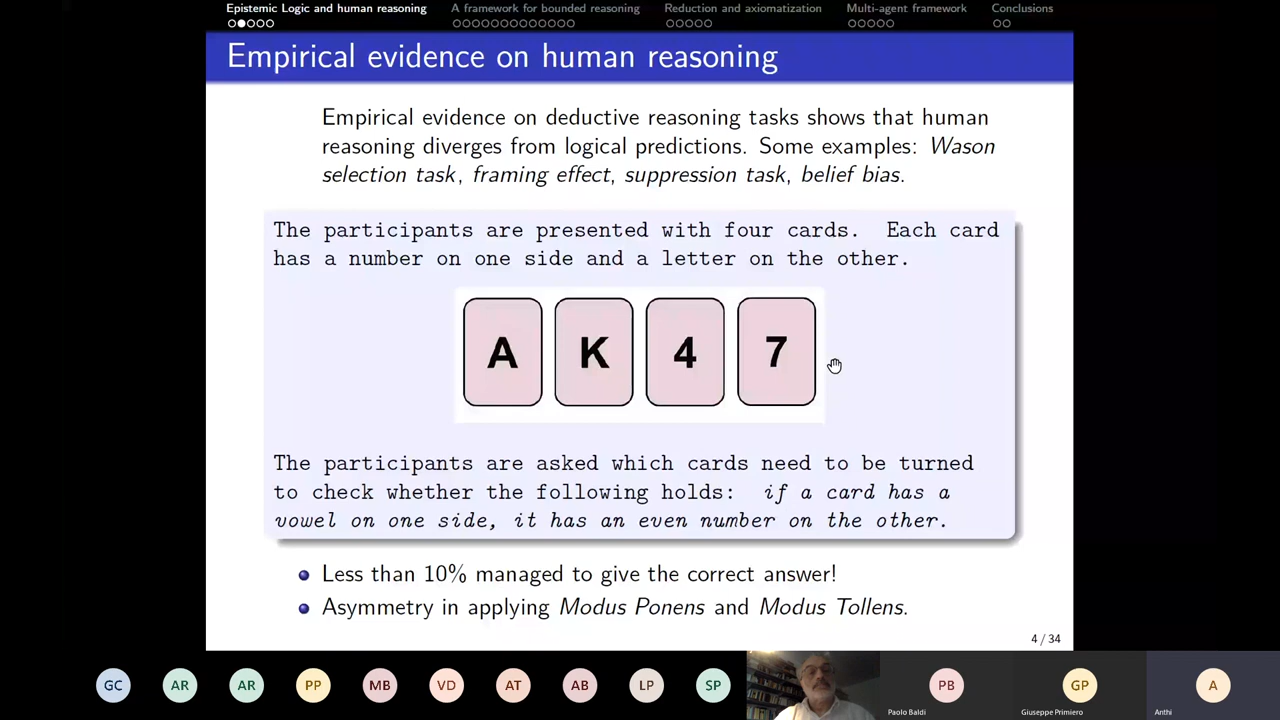 Epistemic Logic and human reasoning
A framework for bounded reasoning
Reduction and axiomatization
Multi-agent framework
Conclusions
Empirical evidence on human reasoning
Empirical evidence on deductive reasoning tasks shows that human
reasoning diverges from logical predictions. Some examples: Wason
selection task, framing effect, suppression task, belief bias.
The participants are presented with four cards. Each card
has a number on one side and a letter on the other.
A K 4 7
The participants are asked which cards need to be turned
to check whether the following holds: if a card has a
vowel on one side, it has an even number on the other.
Less than 10% managed to give the correct answer!
Asymmetry in applying Modus Ponens and Modus Tollens.
4 / 34
GC AR AR PP MB VD AT AB LP SP PB GP A
Paolo Baldi
Giuseppe Primiero
Anthi